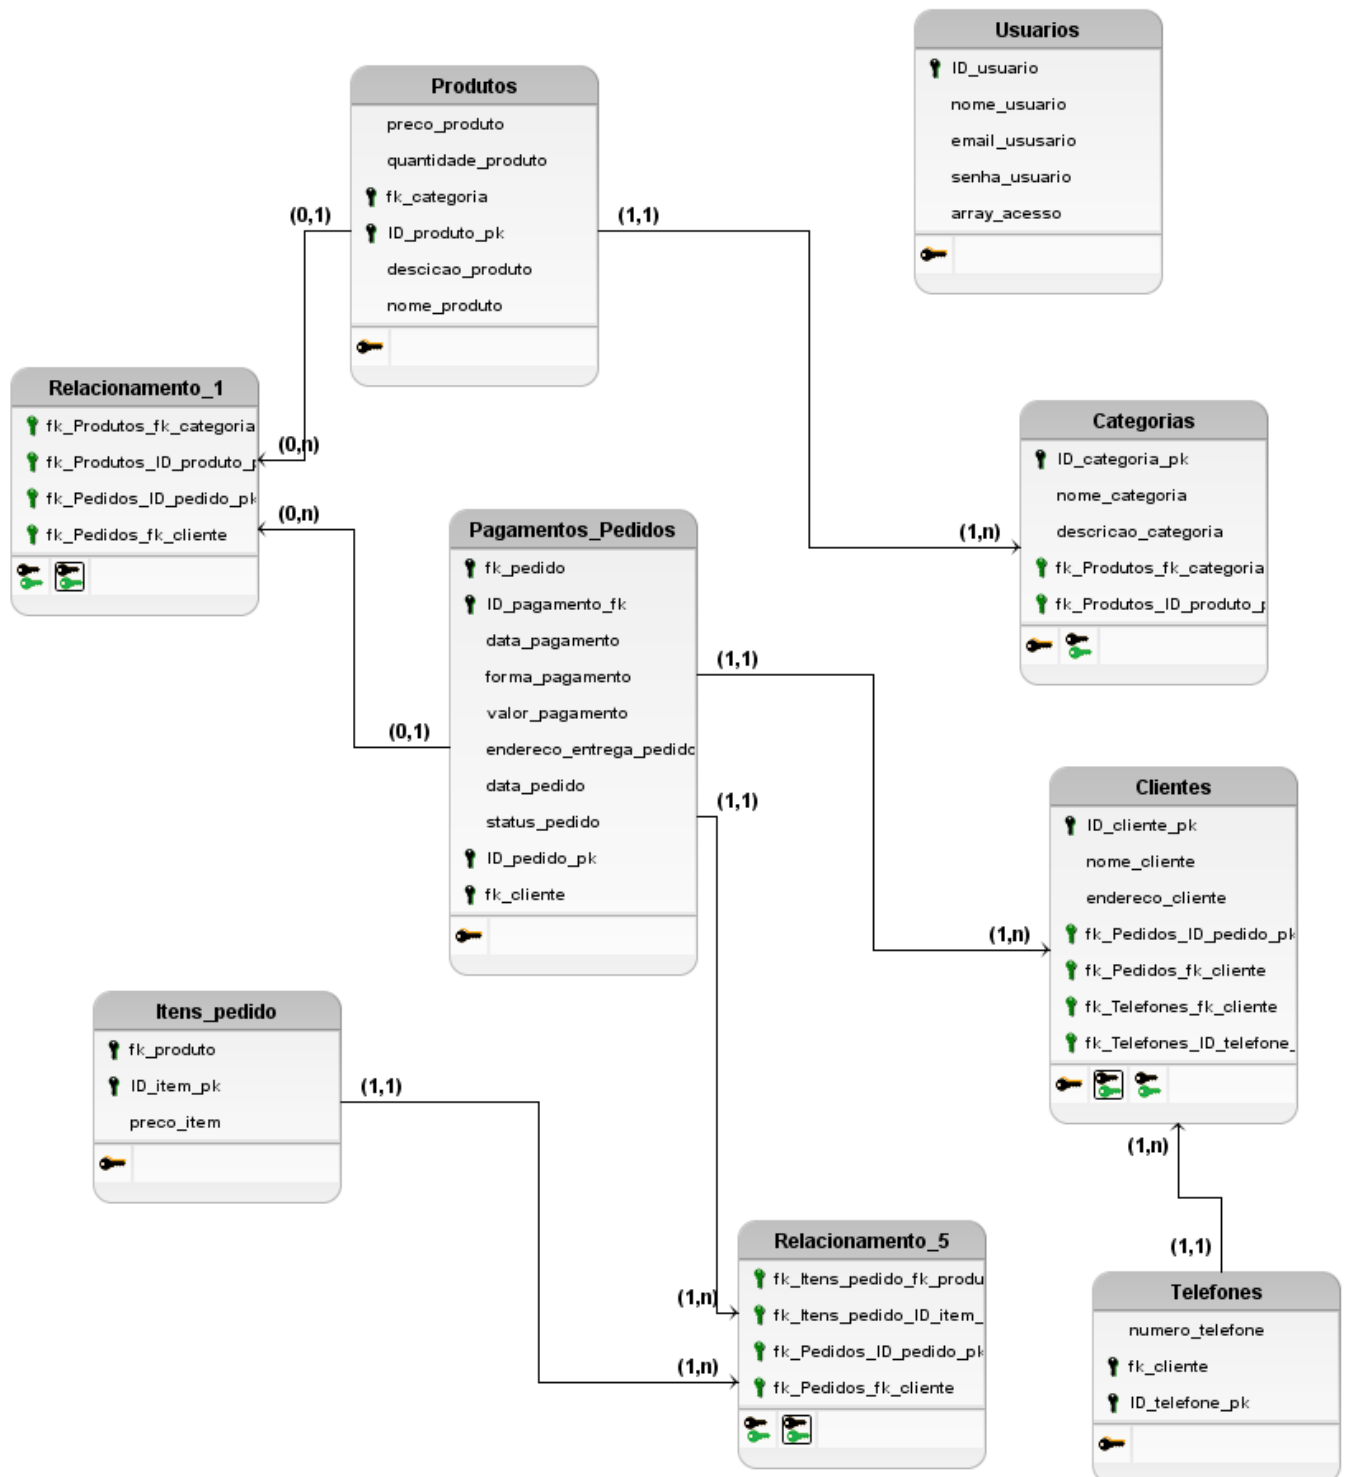 Usuarios
ID_usuario
nome_usuario
email_ususario
senha_usuario
array_acesso
Produtos
preco_produto
quantidade_produto
fk_categoria
ID_produto_pk
descicao_produto
nome_produto
(0,1)
(1,1)
Relacionamento_1
fk_Produtos_fk_categoria
fk_Produtos_ID_produto_p
fk_Pedidos_ID_pedido_pk
fk_Pedidos_fk_cliente
(0,n)
(0,n)
Categorias
ID_categoria_pk
nome_categoria
descricao_categoria
fk_Produtos_fk_categoria
fk_Produtos_ID_produto_p
(1,n)
Pagamentos_Pedidos
fk_pedido
ID_pagamento_fk
data_pagamento
forma_pagamento
valor_pagamento
endereco_entrega_pedido
data_pedido
status_pedido
ID_pedido_pk
fk_cliente
(1,1)
(0,1)
(1,1)
Clientes
ID_cliente_pk
nome_cliente
endereco_cliente
fk_Pedidos_ID_pedido_pk
fk_Pedidos_fk_cliente
fk_Telefones_fk_cliente
fk_Telefones_ID_telefone_
(1,n)
(1,n)
Itens_pedido
fk_produto
ID_item_pk
preco_item
(1,1)
Relacionamento_5
fk_Itens_pedido_fk_produ
fk_Itens_pedido_ID_item_
fk_Pedidos_ID_pedido_pk
fk_Pedidos_fk_cliente
(1,n)
(1,n)
(1,1)
Telefones
numero_telefone
fk_cliente
ID_telefone_pk